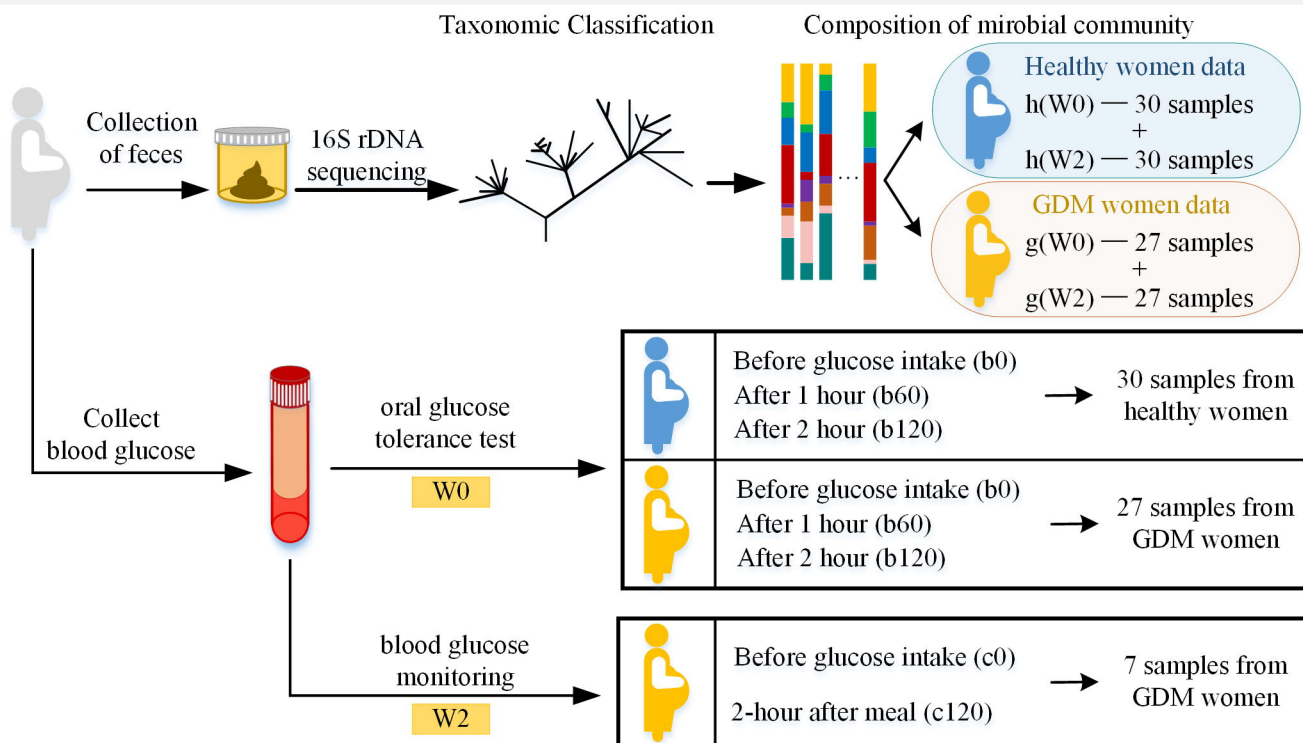 Taxonomic Classification
Composition of mirobial community
Collection
of feces
16S rDNA
sequencing
...
Healthy women data
h(W0) — 30 samples
+
h(W2) — 30 samples
GDM women data
g(W0) — 27 samples
+
g(W2) — 27 samples
Collect
blood glucose
oral glucose
tolerance test
W0
Before glucose intake (b0)
After 1 hour (b60)
After 2 hour (b120)
30 samples from
healthy women
Before glucose intake (b0)
After 1 hour (b60)
After 2 hour (b120)
27 samples from
GDM women
blood glucose
monitoring
W2
Before glucose intake (c0)
2-hour after meal (c120)
7 samples from
GDM women